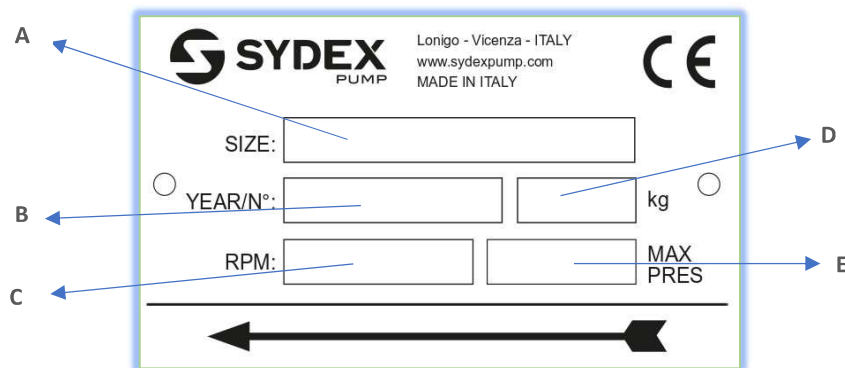 A
SYDEX
PUMP
Lonigo - Vicenza - ITALY
www.sydexpump.com
MADE IN ITALY
CE
SIZE:
D
B
YEAR/N°:
kg
C
RPM:
MAX
PRES
E